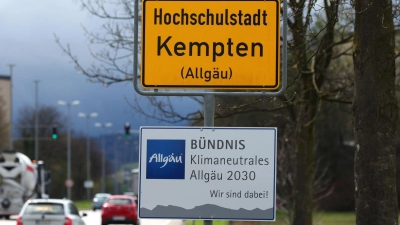 Hochschulstadt
Kempten
(Allgäu)
Allgäu
BÜNDNIS
Klimaneutrales
Allgäu 2030
Wir sind dabei!